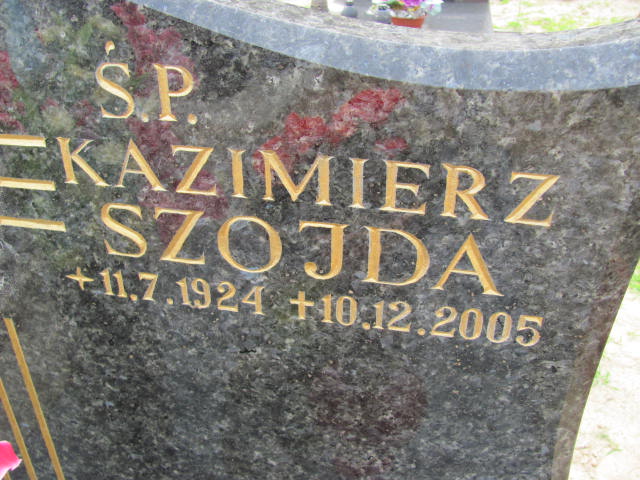 Ś.P.
KAZIMIERZ
SZOJDA
+11.7.1924 +10.12.2005